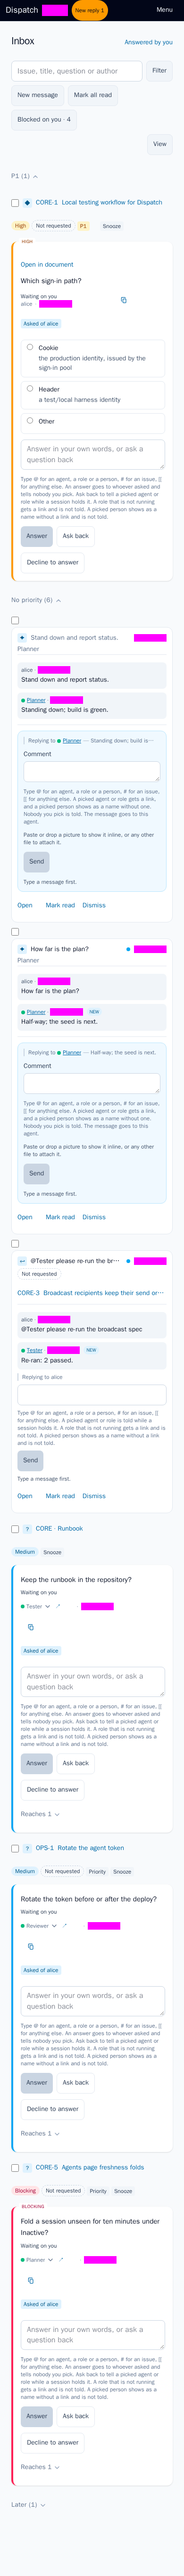 Dispatch
New reply 1
Menu
Inbox
Answered by you
Issue, title, question or author
Filter
New message
Mark all read
Blocked on you · 4
View
P1 (1)
CORE-1 Local testing workflow for Dispatch
High
Not requested
P1
Snooze
HIGH
Open in document
Which sign-in path?
Waiting on you
alice
Asked of alice
Cookie
the production identity, issued by the
sign-in pool
Header
a test/local harness identity
Other
Answer in your own words, or ask a
question back
Type @ for an agent, a role or a person, # for an issue, [[
for anything else. An answer goes to whoever asked and
tells nobody you pick. Ask back to tell a picked agent or
role while a session holds it. A role that is not running
gets a link and is not told. A picked person shows as a
name without a link and is not told.
Answer
Ask back
Decline to answer
No priority (6)
Stand down and report status.
Planner
alice
Stand down and report status.
Planner
Standing down; build is green.
Replying to Planner — Standing down; build is…
Comment
Type @ for an agent, a role or a person, # for an issue,
[[ for anything else. A picked agent or role gets a link,
and a picked person shows as a name without one.
Nobody you pick is told. The message goes to this
agent.
Paste or drop a picture to show it inline, or any other
file to attach it.
Send
Type a message first.
Open
Mark read
Dismiss
How far is the plan?
Planner
alice
How far is the plan?
Planner
NEW
Half-way; the seed is next.
Replying to Planner — Half-way; the seed is next.
Comment
Type @ for an agent, a role or a person, # for an issue,
[[ for anything else. A picked agent or role gets a link,
and a picked person shows as a name without one.
Nobody you pick is told. The message goes to this
agent.
Paste or drop a picture to show it inline, or any other
file to attach it.
Send
Type a message first.
Open
Mark read
Dismiss
@Tester please re-run the br…
Not requested
CORE-3 Broadcast recipients keep their send or…
alice
@Tester please re-run the broadcast spec
Tester
NEW
Re-ran: 2 passed.
Replying to alice
Type @ for an agent, a role or a person, # for an issue, [[
for anything else. A picked agent or role is told while a
session holds it. A role that is not running gets a link and
is not told. A picked person shows as a name without a link
and is not told.
Send
Type a message first.
Open
Mark read
Dismiss
? CORE · Runbook
Medium
Snooze
Keep the runbook in the repository?
Waiting on you
Tester
Asked of alice
Answer in your own words, or ask a
question back
Type @ for an agent, a role or a person, # for an issue, [[
for anything else. An answer goes to whoever asked and
tells nobody you pick. Ask back to tell a picked agent or
role while a session holds it. A role that is not running
gets a link and is not told. A picked person shows as a
name without a link and is not told.
Answer
Ask back
Decline to answer
Reaches 1
? OPS-1 Rotate the agent token
Medium
Not requested
Priority
Snooze
Rotate the token before or after the deploy?
Waiting on you
Reviewer
Asked of alice
Answer in your own words, or ask a
question back
Type @ for an agent, a role or a person, # for an issue, [[
for anything else. An answer goes to whoever asked and
tells nobody you pick. Ask back to tell a picked agent or
role while a session holds it. A role that is not running
gets a link and is not told. A picked person shows as a
name without a link and is not told.
Answer
Ask back
Decline to answer
Reaches 1
? CORE-5 Agents page freshness folds
Blocking
Not requested
Priority
Snooze
BLOCKING
Fold a session unseen for ten minutes under
Inactive?
Waiting on you
Planner
Asked of alice
Answer in your own words, or ask a
question back
Type @ for an agent, a role or a person, # for an issue, [[
for anything else. An answer goes to whoever asked and
tells nobody you pick. Ask back to tell a picked agent or
role while a session holds it. A role that is not running
gets a link and is not told. A picked person shows as a
name without a link and is not told.
Answer
Ask back
Decline to answer
Reaches 1
Later (1)